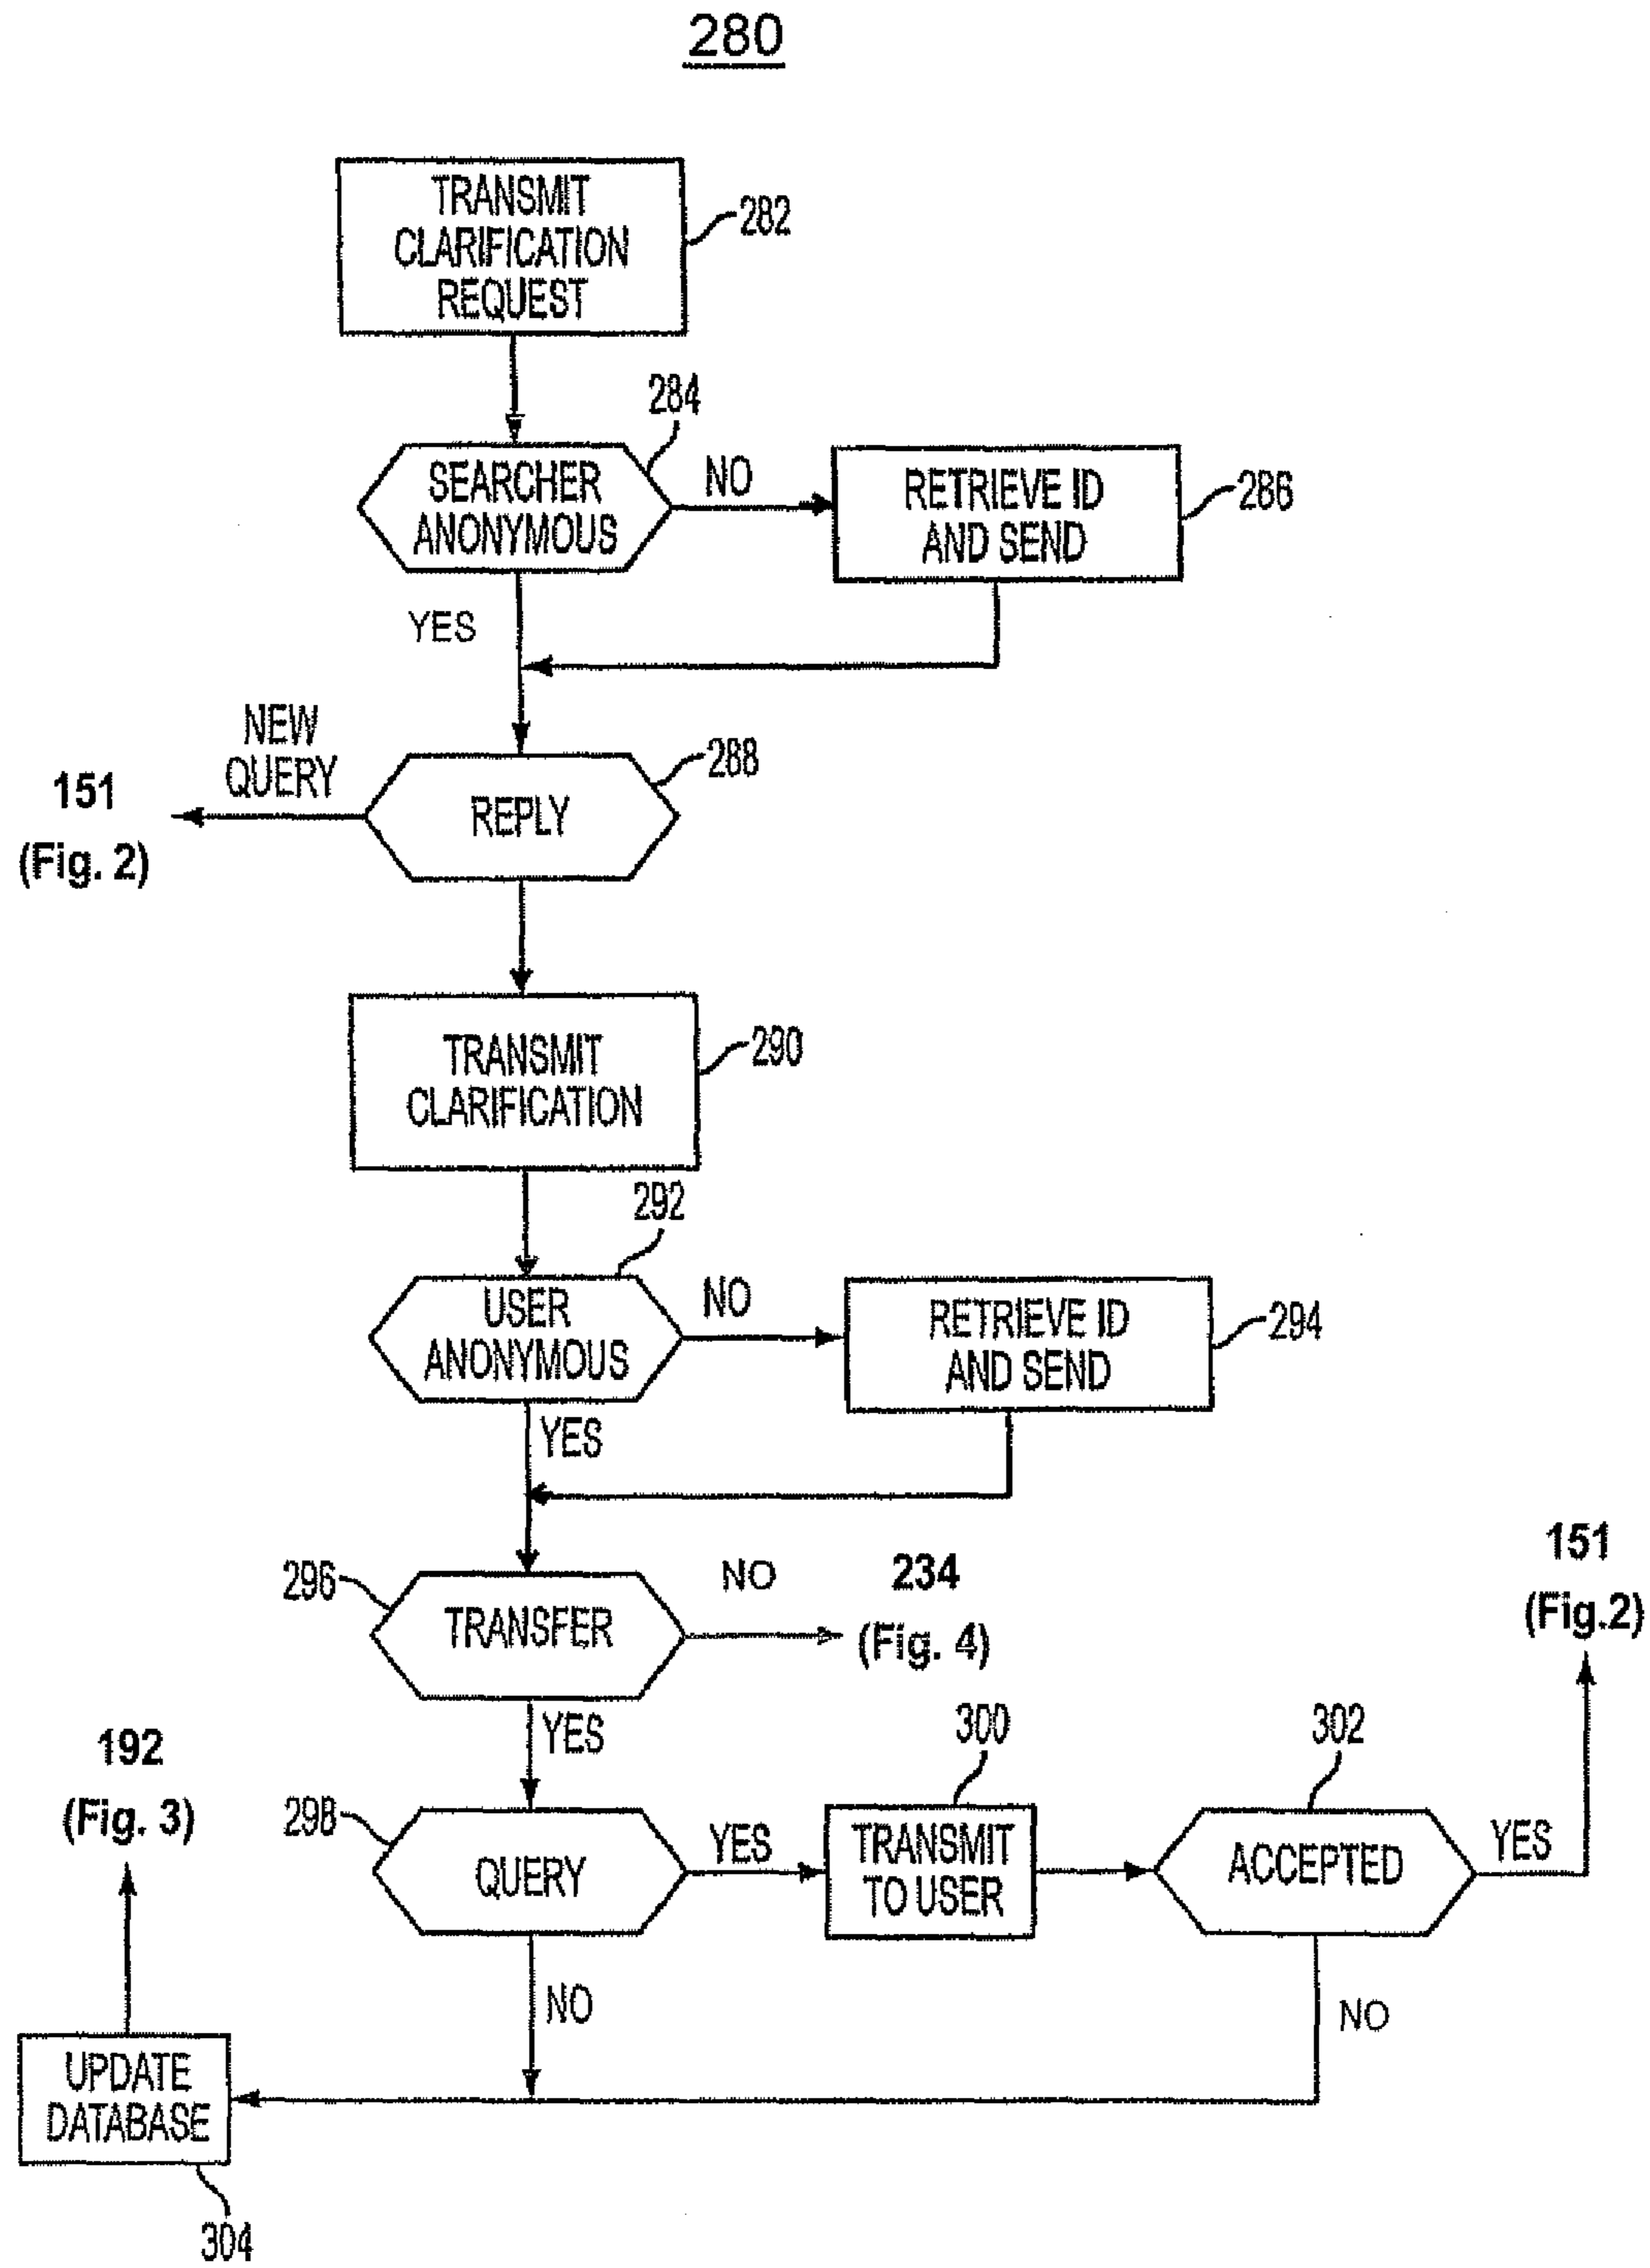 280
TRANSMIT
CLARIFICATION
REQUEST
282
284
SEARCHER
ANONYMOUS
NO
RETRIEVE ID
AND SEND
286
YES
NEW
QUERY
151
(Fig. 2)
REPLY
288
TRANSMIT
CLARIFICATION
290
292
USER
ANONYMOUS
NO
RETRIEVE ID
AND SEND
294
YES
296
TRANSFER
NO
234
(Fig. 4)
151
(Fig.2)
YES
192
(Fig. 3)
298
QUERY
YES
300
TRANSMIT
TO USER
302
ACCEPTED
YES
NO
NO
UPDATE
DATABASE
304